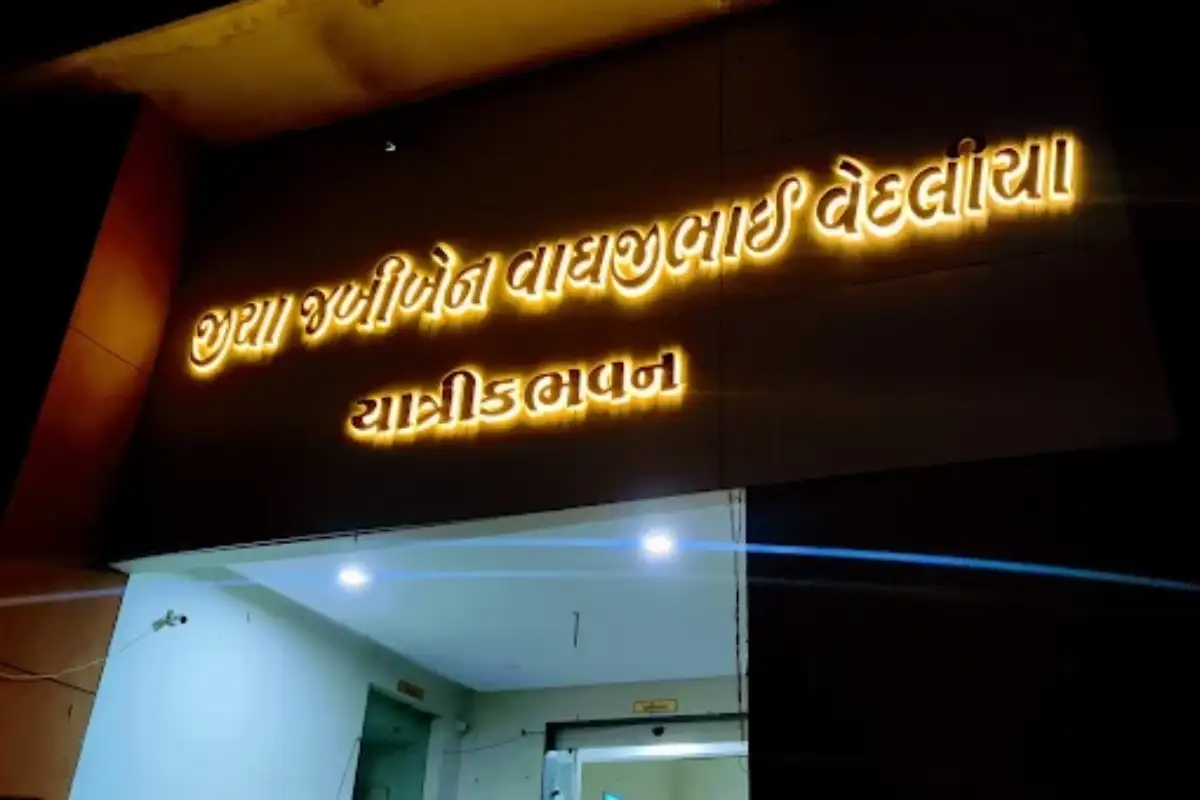 જીયા જબીબેન વાઘજીભાઈ વેદલીયા
યાત્રીકભવન